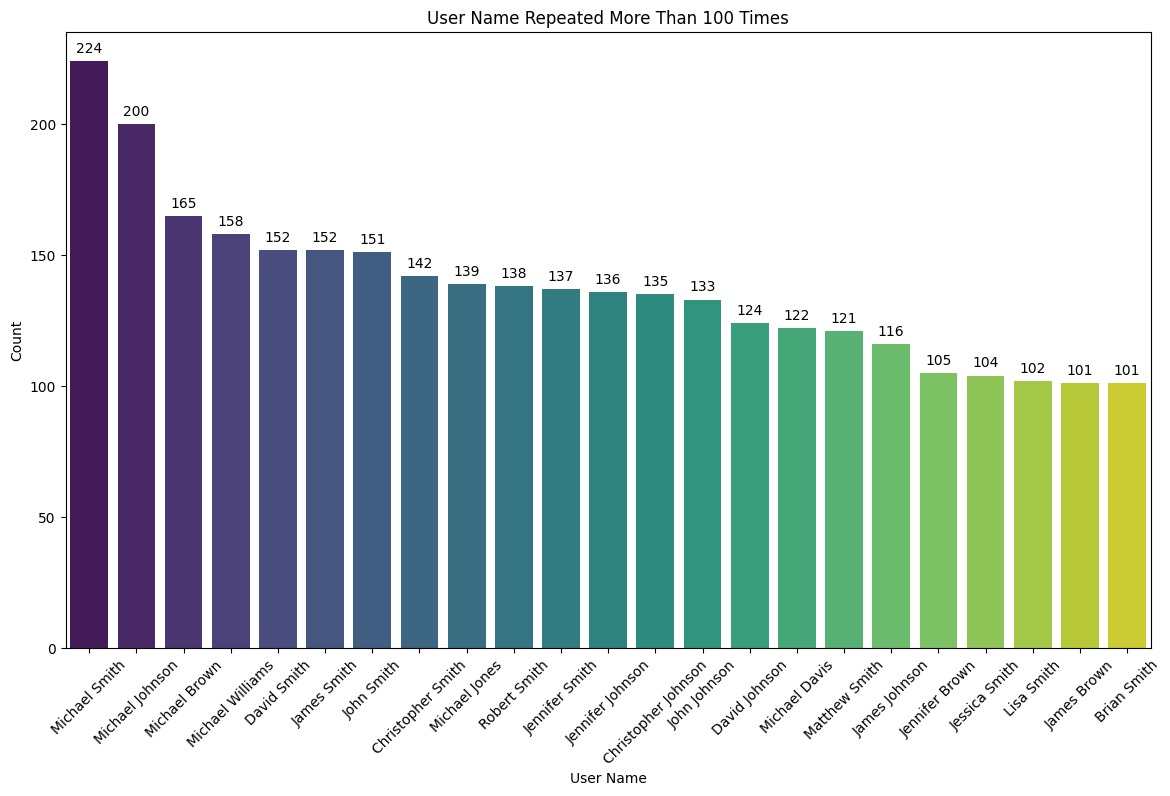 User Name Repeated More Than 100 Times
224
200
165
158
152
152
151
142
139
138
137
136
135
133
124
122
121
116
105
104
102
101
101
Count
200
150
100
50
0
Michael Smith
Michael Johnson
Michael Brown
Michael Williams
David Smith
James Smith
John Smith
Christopher Smith
Michael Jones
Robert Smith
Jennifer Smith
Jennifer Johnson
Christopher Johnson
John Johnson
David Johnson
Michael Davis
Matthew Smith
James Johnson
Jennifer Brown
Jessica Smith
Lisa Smith
James Brown
Brian Smith
User Name